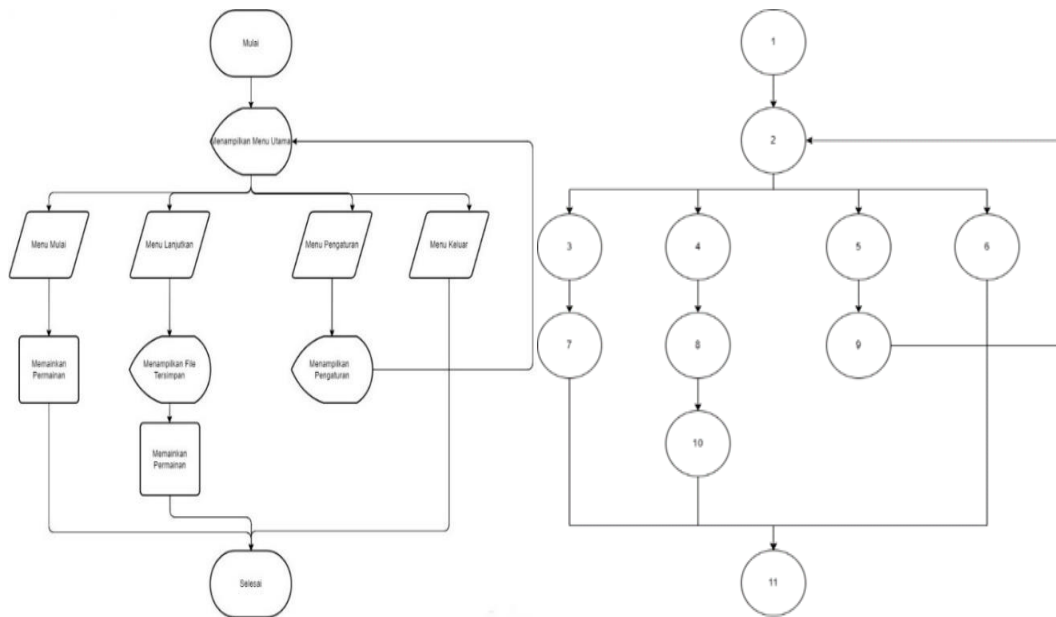 Mulai
Menampilkan Menu Utama
Menu Mulai
Menu Lanjutkan
Menu Pengaturan
Menu Keluar
Memainkan
Permainan
Menampilkan File
Tersimpan
Menampilkan
Pengaturan
Memainkan
Permainan
Selesai
1
2
3
4
5
6
7
8
9
10
11